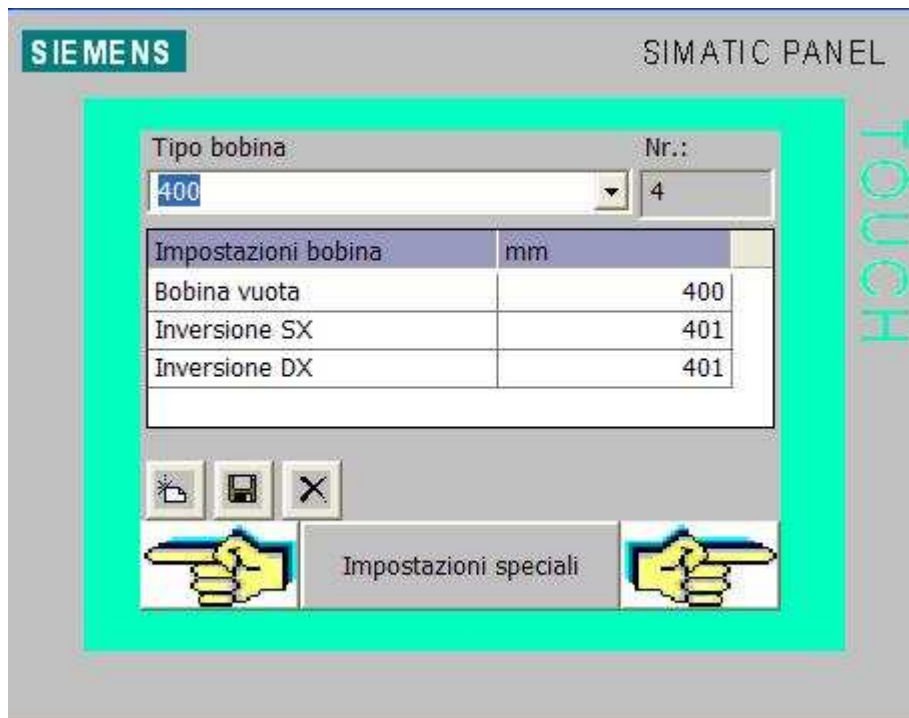 SIEMENS
SIMATIC PANEL
TOUCH
Tipo bobina Nr.:
400 4
Impostazioni bobina mm
Bobina vuota 400
Inversione SX 401
Inversione DX 401
Impostazioni speciali